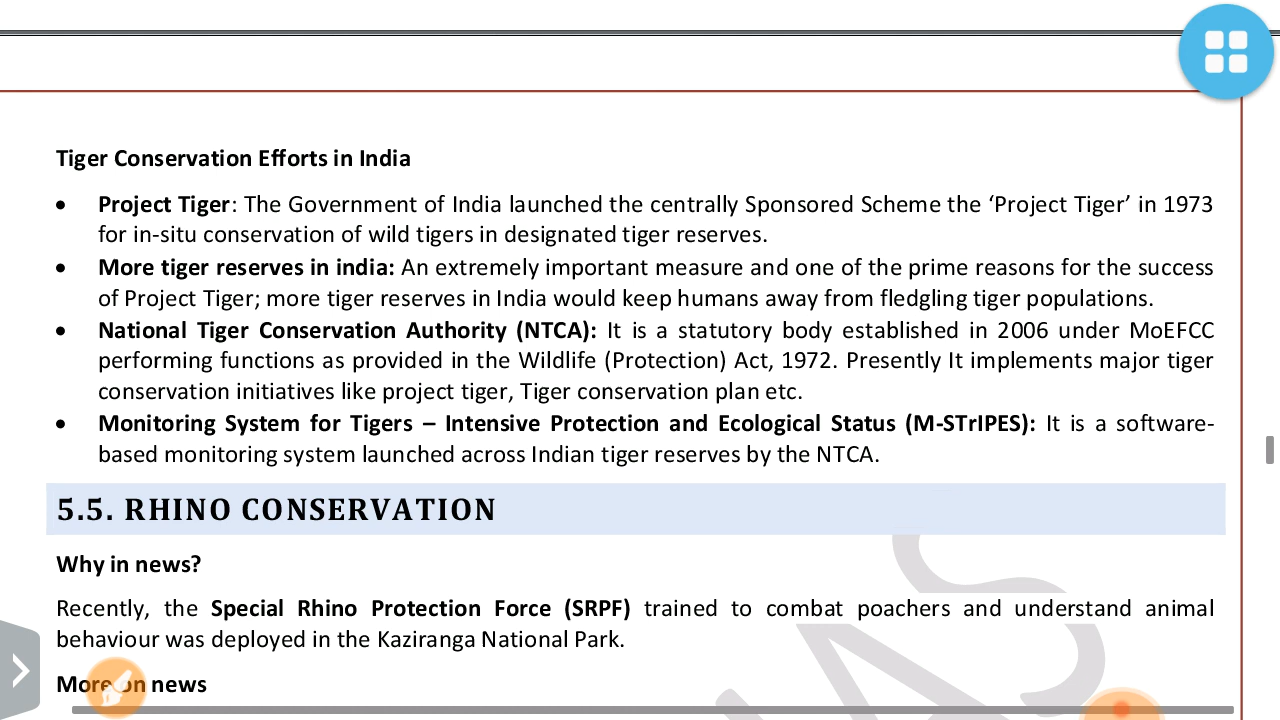 Tiger Conservation Efforts in India
• Project Tiger: The Government of India launched the centrally Sponsored Scheme the ‘Project Tiger’ in 1973
for in-situ conservation of wild tigers in designated tiger reserves.
• More tiger reserves in india: An extremely important measure and one of the prime reasons for the success
of Project Tiger; more tiger reserves in India would keep humans away from fledgling tiger populations.
• National Tiger Conservation Authority (NTCA): It is a statutory body established in 2006 under MoEFCC
performing functions as provided in the Wildlife (Protection) Act, 1972. Presently It implements major tiger
conservation initiatives like project tiger, Tiger conservation plan etc.
• Monitoring System for Tigers – Intensive Protection and Ecological Status (M-STrIPES): It is a software-
based monitoring system launched across Indian tiger reserves by the NTCA.
5.5. RHINO CONSERVATION
Why in news?
Recently, the Special Rhino Protection Force (SRPF) trained to combat poachers and understand animal
behaviour was deployed in the Kaziranga National Park.
More on news